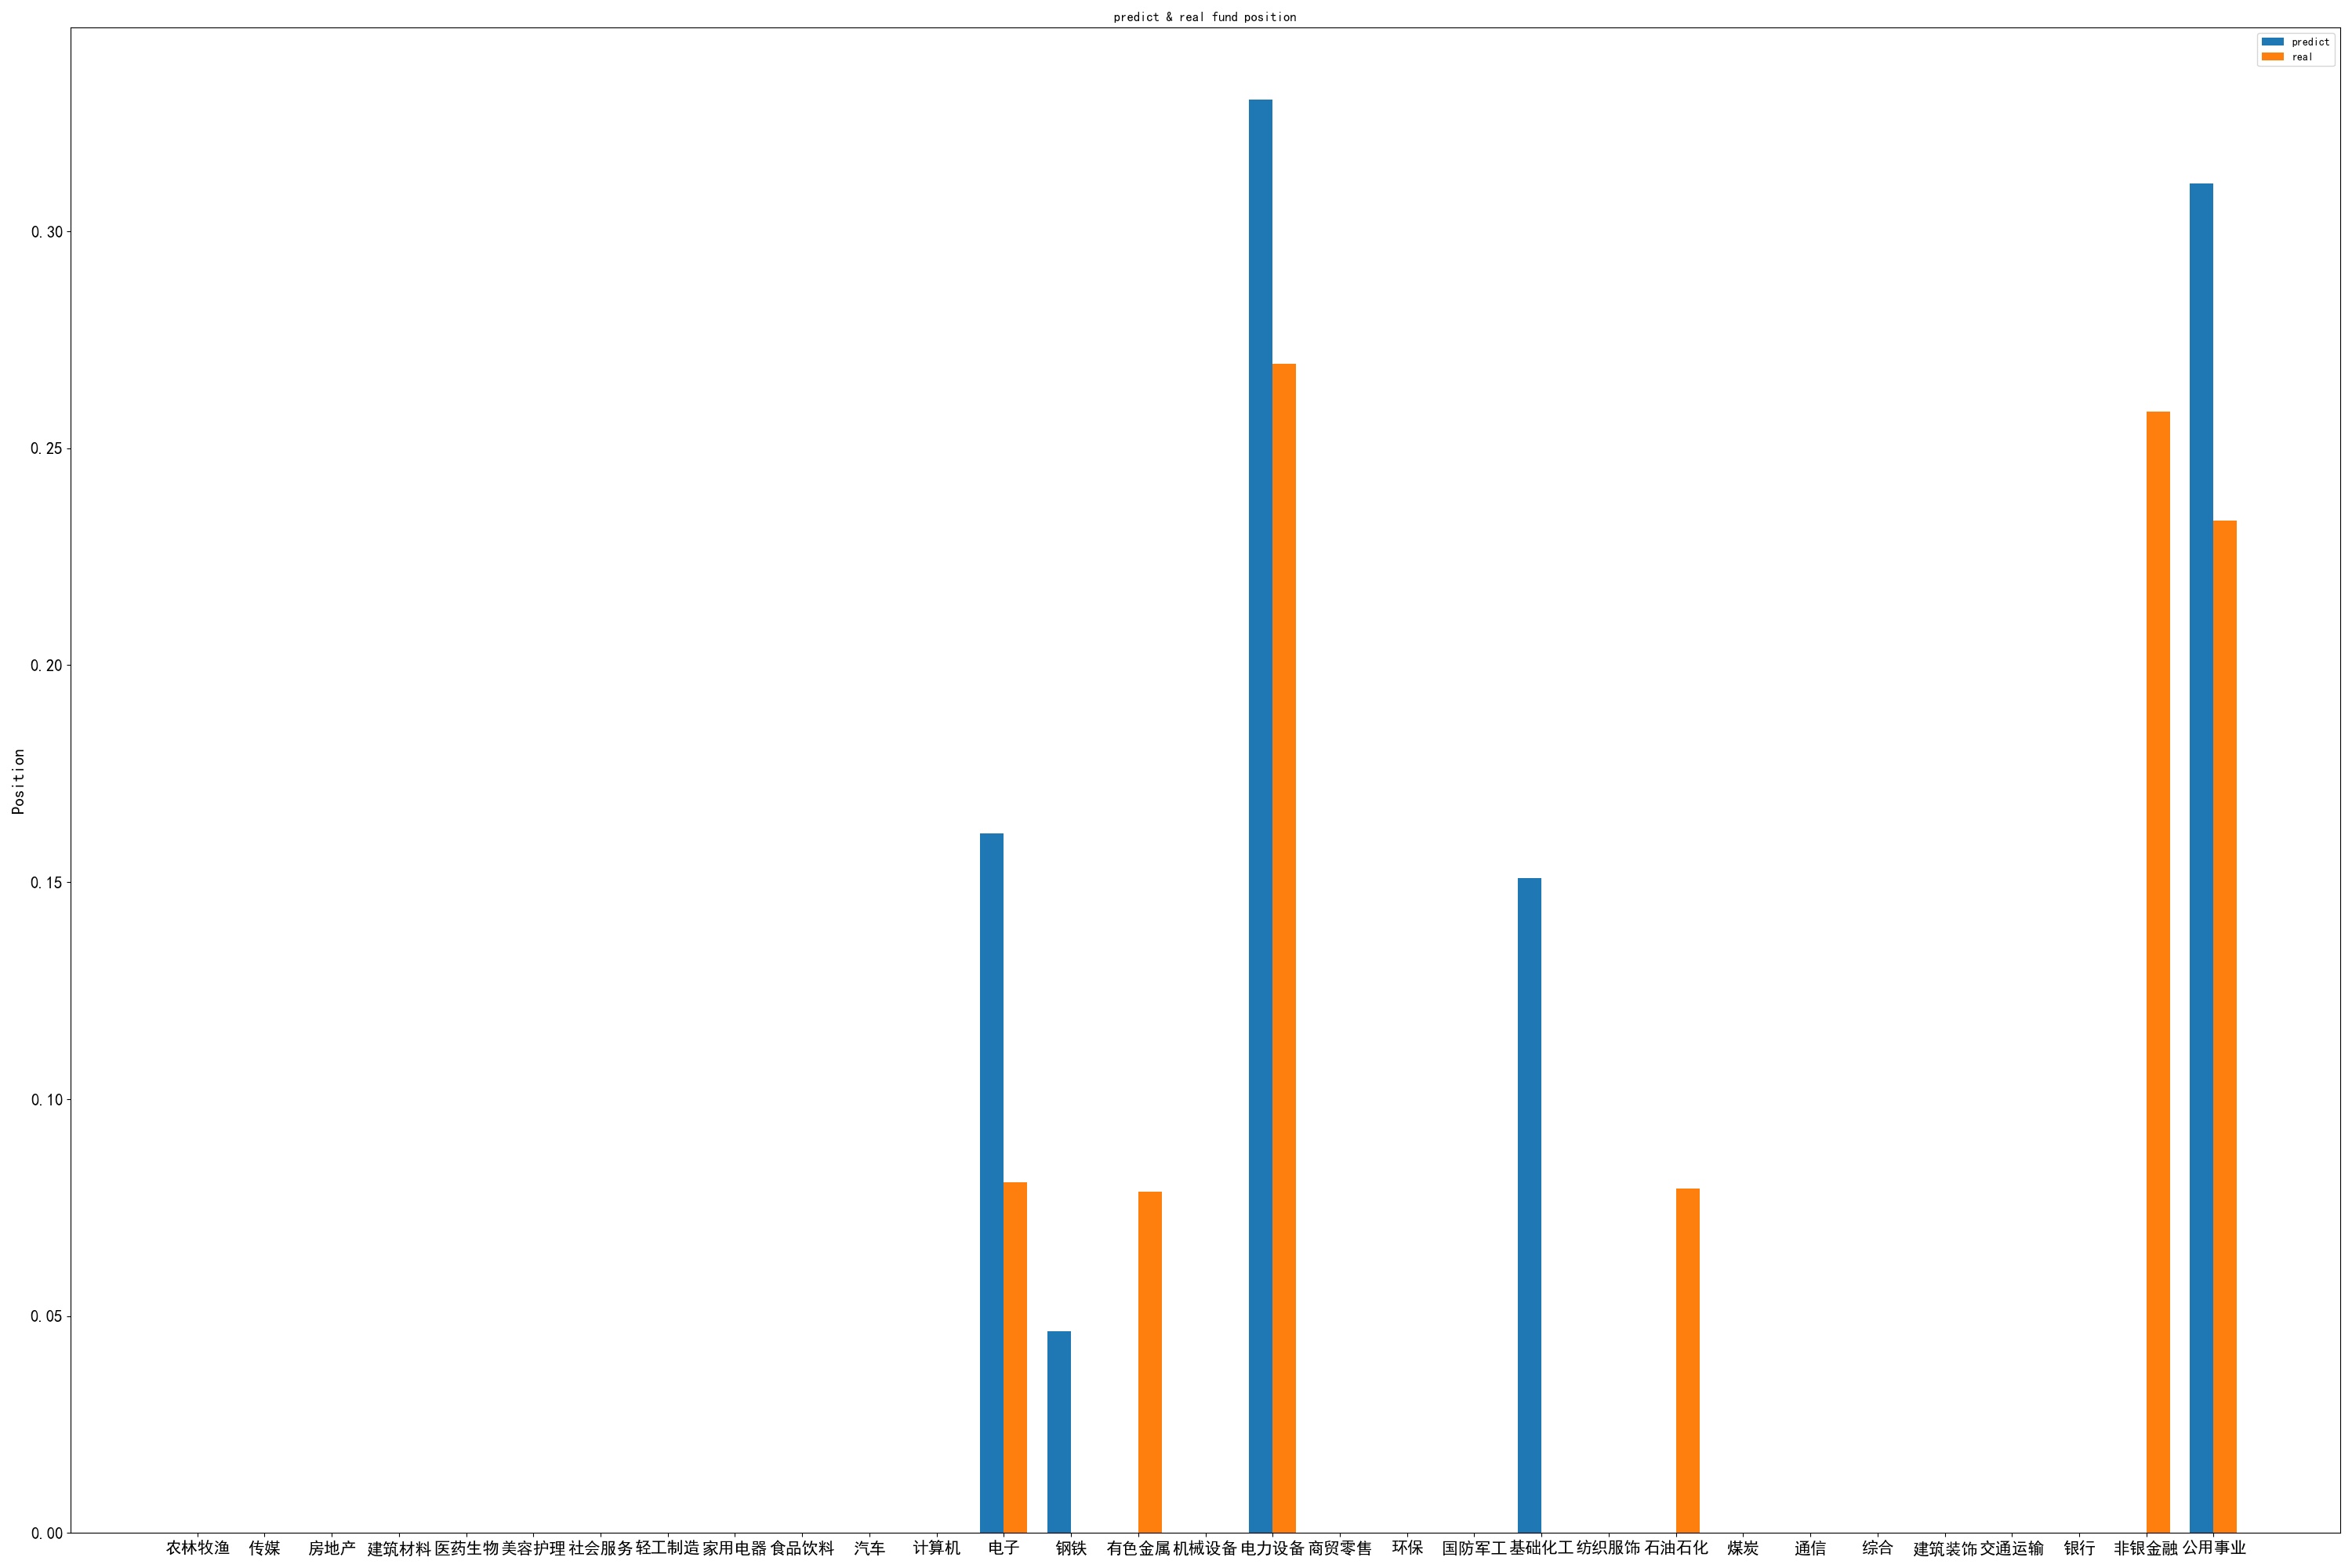 predict & real fund position
predict
real
Position
0.30
0.25
0.20
0.15
0.10
0.05
0.00
农林牧渔 传媒 房地产 建筑材料 医药生物 美容护理 社会服务 轻工制造 家用电器 食品饮料 汽车 计算机 电子 钢铁 有色金属 机械设备 电力设备 商贸零售 环保 国防军工 基础化工 纺织服饰 石油石化 煤炭 通信 综合 建筑装饰 交通运输 银行 非银金融 公用事业